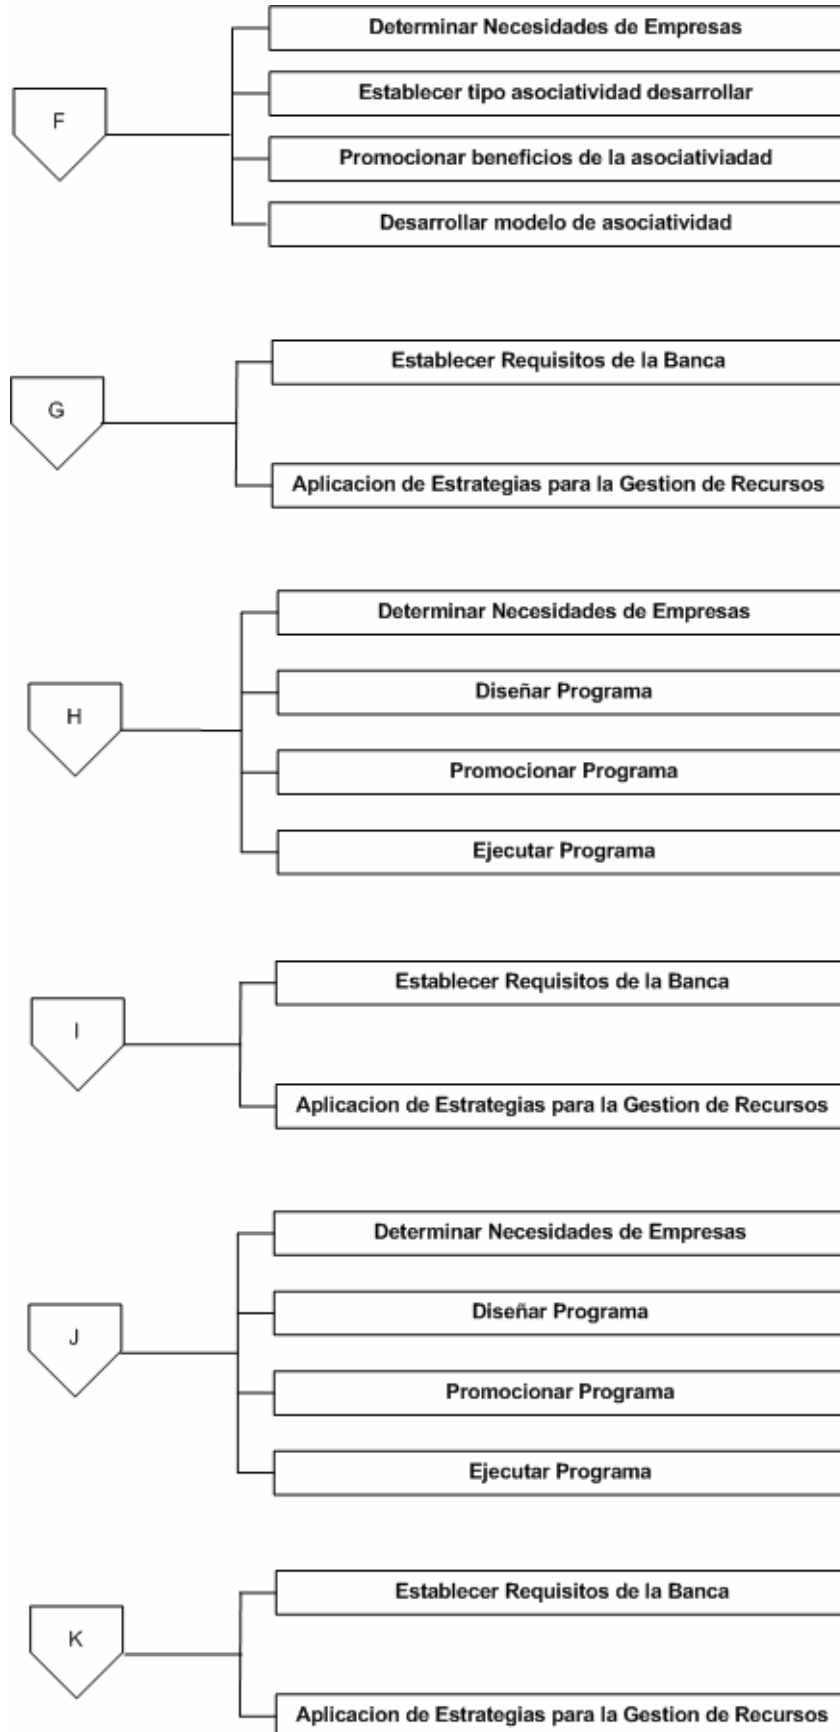 F
Determinar Necesidades de Empresas
Establecer tipo asociatividad desarrollar
Promocionar beneficios de la asociativiadad
Desarrollar modelo de asociatividad
G
Establecer Requisitos de la Banca
Aplicacion de Estrategias para la Gestion de Recursos
H
Determinar Necesidades de Empresas
Diseñar Programa
Promocionar Programa
Ejecutar Programa
I
Establecer Requisitos de la Banca
Aplicacion de Estrategias para la Gestion de Recursos
J
Determinar Necesidades de Empresas
Diseñar Programa
Promocionar Programa
Ejecutar Programa
K
Establecer Requisitos de la Banca
Aplicacion de Estrategias para la Gestion de Recursos